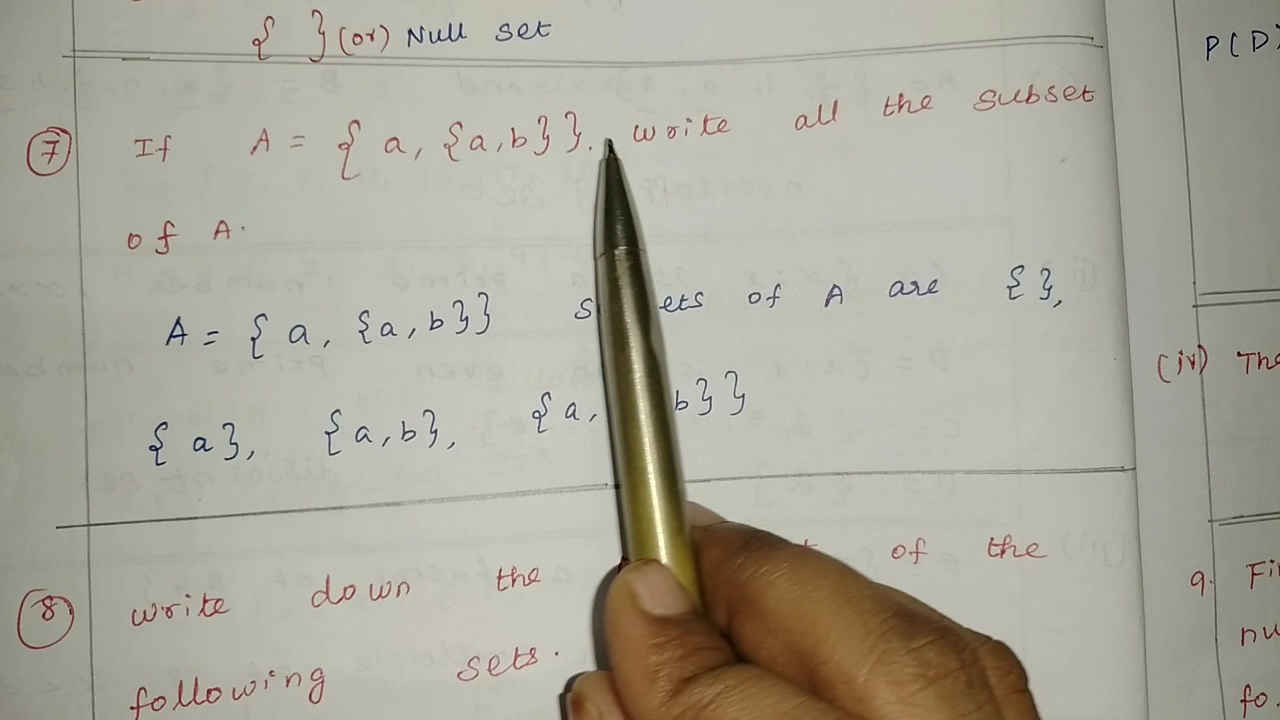 { } (or) Null set
⑦ If A = { a, {a,b}}. write all the subset
of A.
A = { a, {a,b}} ets of A are { },
{ a}, {a,b}, {a, b}}
⑧ write down the of the
following sets.
P(D)
(iv) The
9. Fi
nu
fo